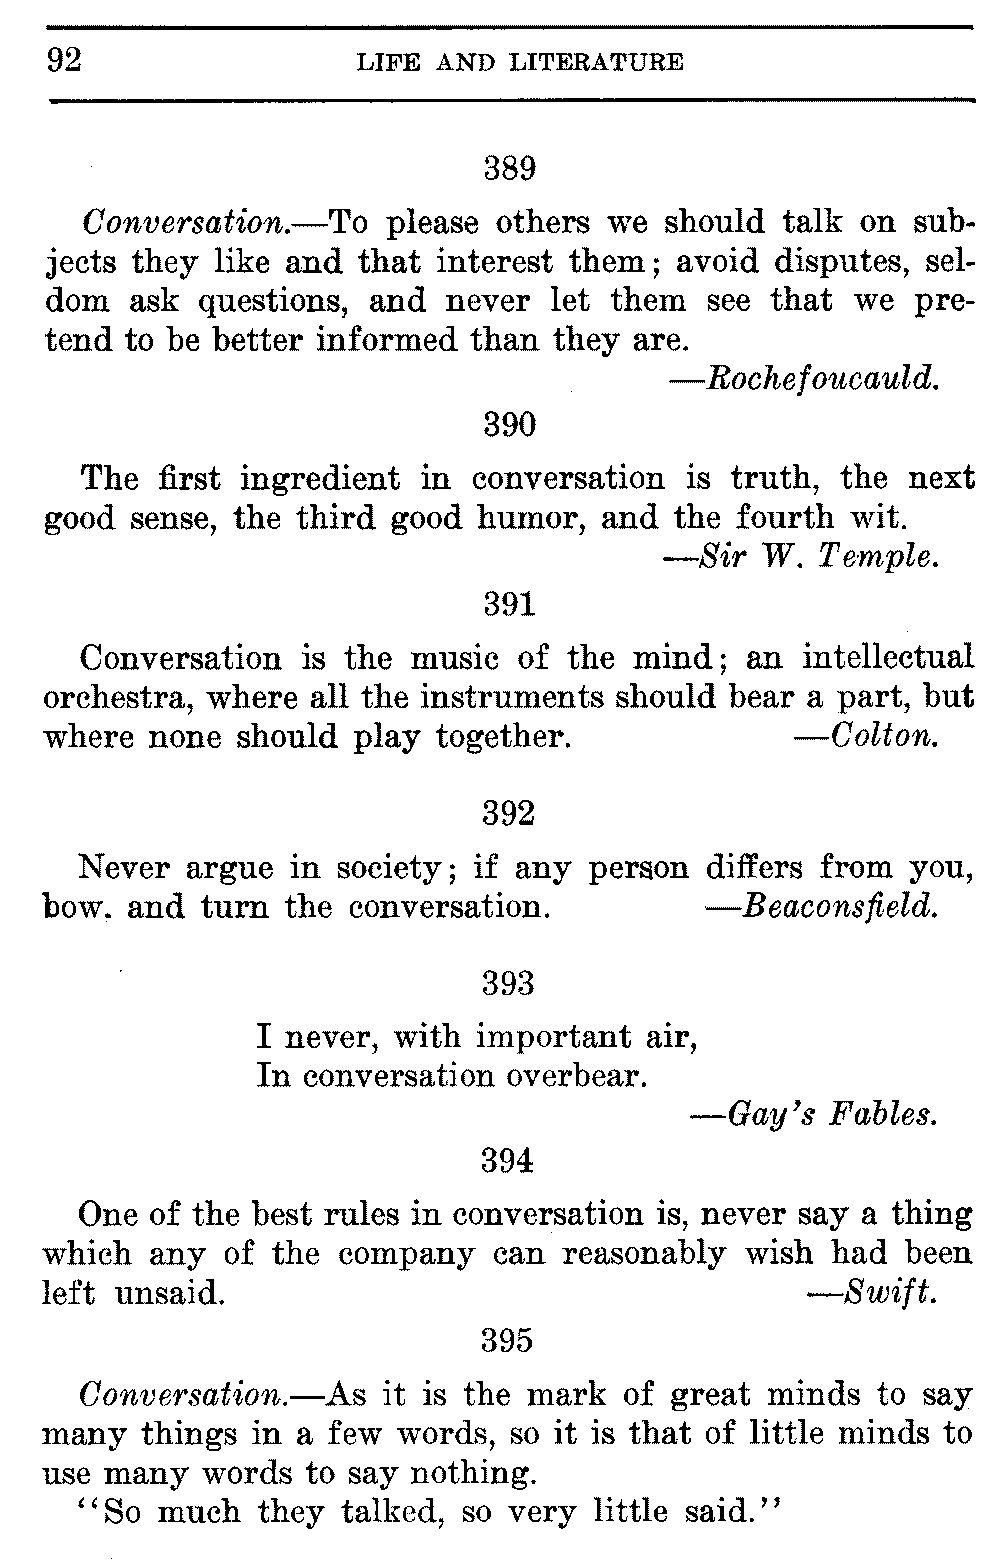 92 LIFE AND LITERATURE
389
Conversation.—To please others we should talk on sub-
jects they like and that interest them; avoid disputes, sel-
dom ask questions, and never let them see that we pre-
tend to be better informed than they are.
—Rochefoucauld.
390
The first ingredient in conversation is truth, the next
good sense, the third good humor, and the fourth wit.
—Sir W. Temple.
391
Conversation is the music of the mind; an intellectual
orchestra, where all the instruments should bear a part, but
where none should play together. —Colton.
392
Never argue in society; if any person differs from you,
bow. and turn the conversation. —Beaconsfield.
393
I never, with important air,
In conversation overbear.
—Gay's Fables.
394
One of the best rules in conversation is, never say a thing
which any of the company can reasonably wish had been
left unsaid. —Swift.
395
Conversation.—As it is the mark of great minds to say
many things in a few words, so it is that of little minds to
use many words to say nothing.
"So much they talked, so very little said."